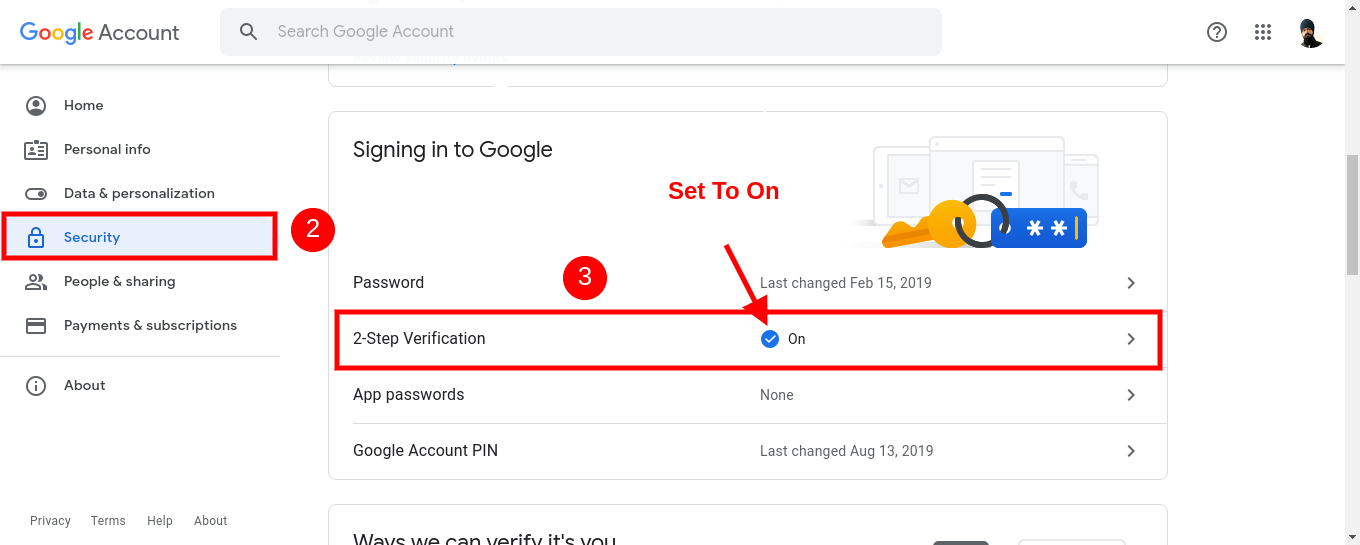 Google Account
Search Google Account
Home
Personal info
Data & personalization
Security
2
People & sharing
Payments & subscriptions
About
Privacy Terms Help About
Signing in to Google
Set To On
Password
3
Last changed Feb 15, 2019
2-Step Verification
On
App passwords
None
Google Account PIN
Last changed Aug 13, 2019
Ways we can verify it's you